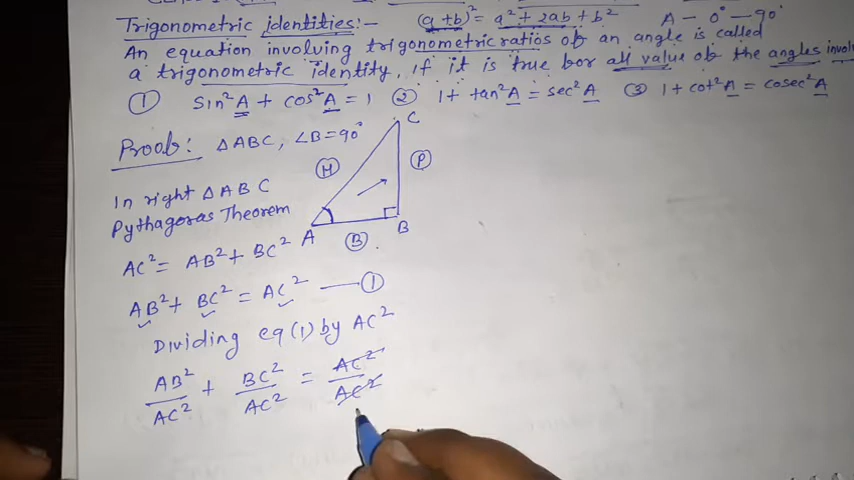 Trigonometric identities:- (a+b)² = a² + 2ab + b² A - 0° - 90°
An equation involving trigonometric ratios of an angle is called
a trigonometric identity, if it is true for all value of the angles
① sin²A + cos²A = 1 ② 1 + tan²A = sec²A ③ 1 + cot²A = cosec²A
Proof: ΔABC, ∠B = 90°
C
H
P
In right ΔABC
Pythagoras Theorem
A
B
B
AC² = AB² + BC²
AB² + BC² = AC² — ①
Dividing eq (1) by AC²
AB²/AC² + BC²/AC² = AC²/AC²